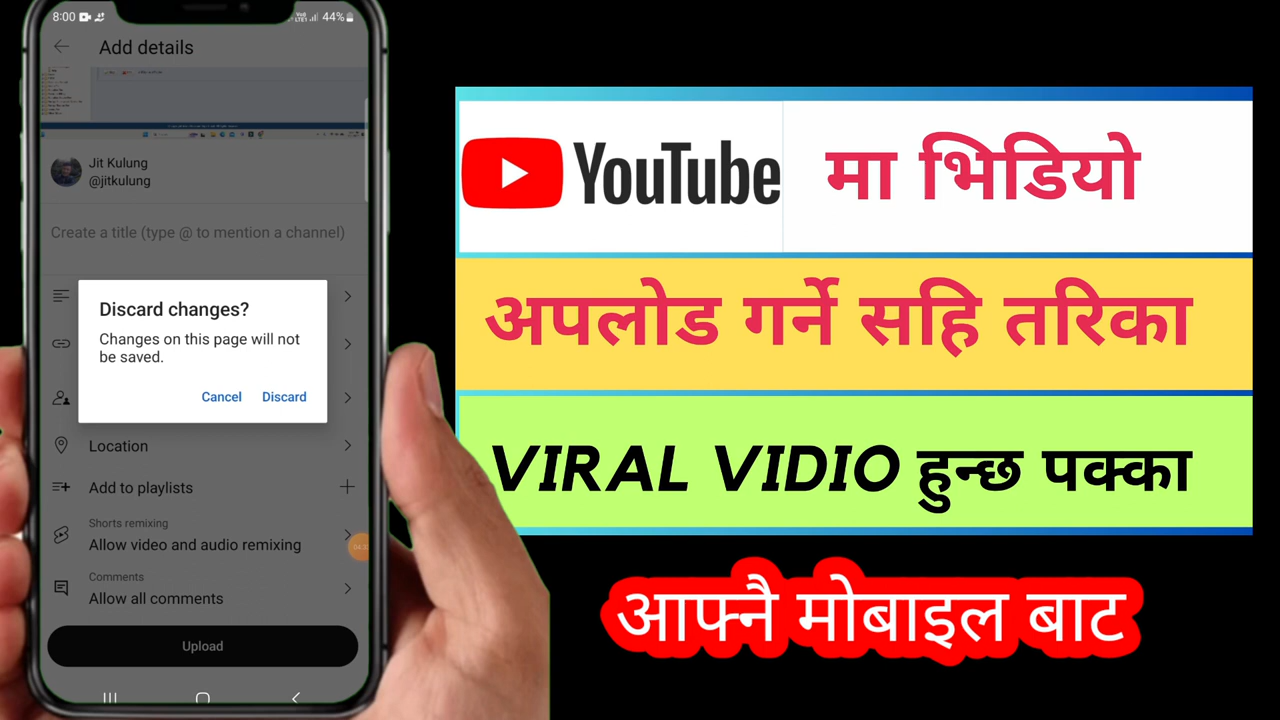 8:00
44%
Add details
Jit Kulung
@jitkulung
Create a title (type @ to mention a channel)
Discard changes?
Changes on this page will not
be saved.
Cancel Discard
Location
Add to playlists
Shorts remixing
Allow video and audio remixing
Comments
Allow all comments
Upload
YouTube मा भिडियो
अपलोड गर्ने सहि तरिका
VIRAL VIDIO हुन्छ पक्का
आफ्नै मोबाइल बाट